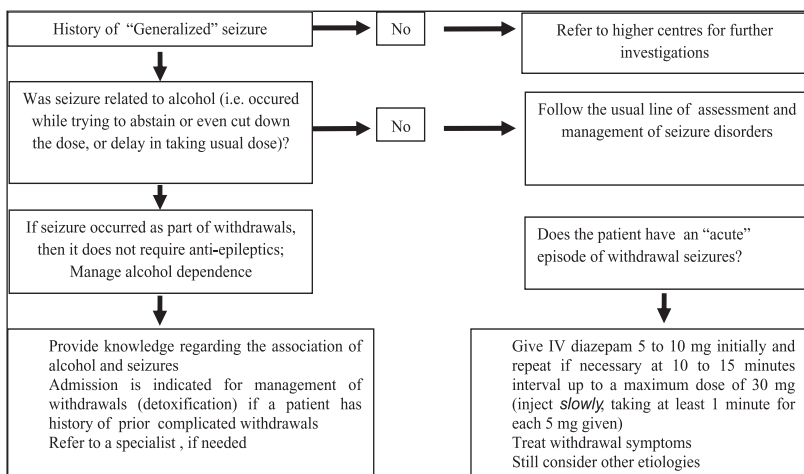 History of “Generalized” seizure
No
Refer to higher centres for further
investigations
Was seizure related to alcohol (i.e. occured
while trying to abstain or even cut down
the dose, or delay in taking usual dose)?
No
Follow the usual line of assessment and
management of seizure disorders
If seizure occurred as part of withdrawals,
then it does not require anti-epileptics;
Manage alcohol dependence
Does the patient have an “acute”
episode of withdrawal seizures?
Provide knowledge regarding the association of
alcohol and seizures
Admission is indicated for management of
withdrawals (detoxification) if a patient has
history of prior complicated withdrawals
Refer to a specialist , if needed
Give IV diazepam 5 to 10 mg initially and
repeat if necessary at 10 to 15 minutes
interval up to a maximum dose of 30 mg
(inject slowly, taking at least 1 minute for
each 5 mg given)
Treat withdrawal symptoms
Still consider other etiologies